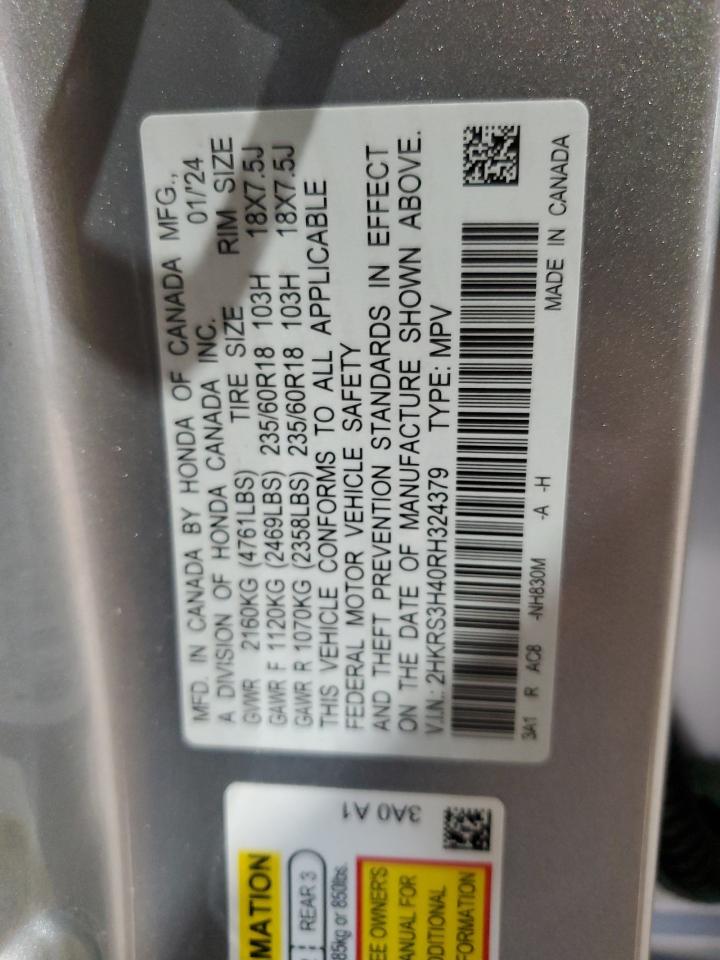 MFD. IN CANADA BY HONDA OF CANADA MFG.,
A DIVISION OF HONDA CANADA INC. 01/'24
GVWR 2160KG (4761LBS) TIRE SIZE RIM SIZE
GAWR F 1120KG (2469LBS) 235/60R18 103H 18X7.5J
GAWR R 1070KG (2358LBS) 235/60R18 103H 18X7.5J
THIS VEHICLE CONFORMS TO ALL APPLICABLE
FEDERAL MOTOR VEHICLE SAFETY
AND THEFT PREVENTION STANDARDS IN EFFECT
ON THE DATE OF MANUFACTURE SHOWN ABOVE.
V.I.N.: 2HKRS3H40RH324379 TYPE: MPV
3A1 R AC8 -NH830M -A -H MADE IN CANADA
3A0 A1
MATION
REAR 3
85kg or 850lbs.
EE OWNER'S
ANUAL FOR
DDITIONAL
FORMATION